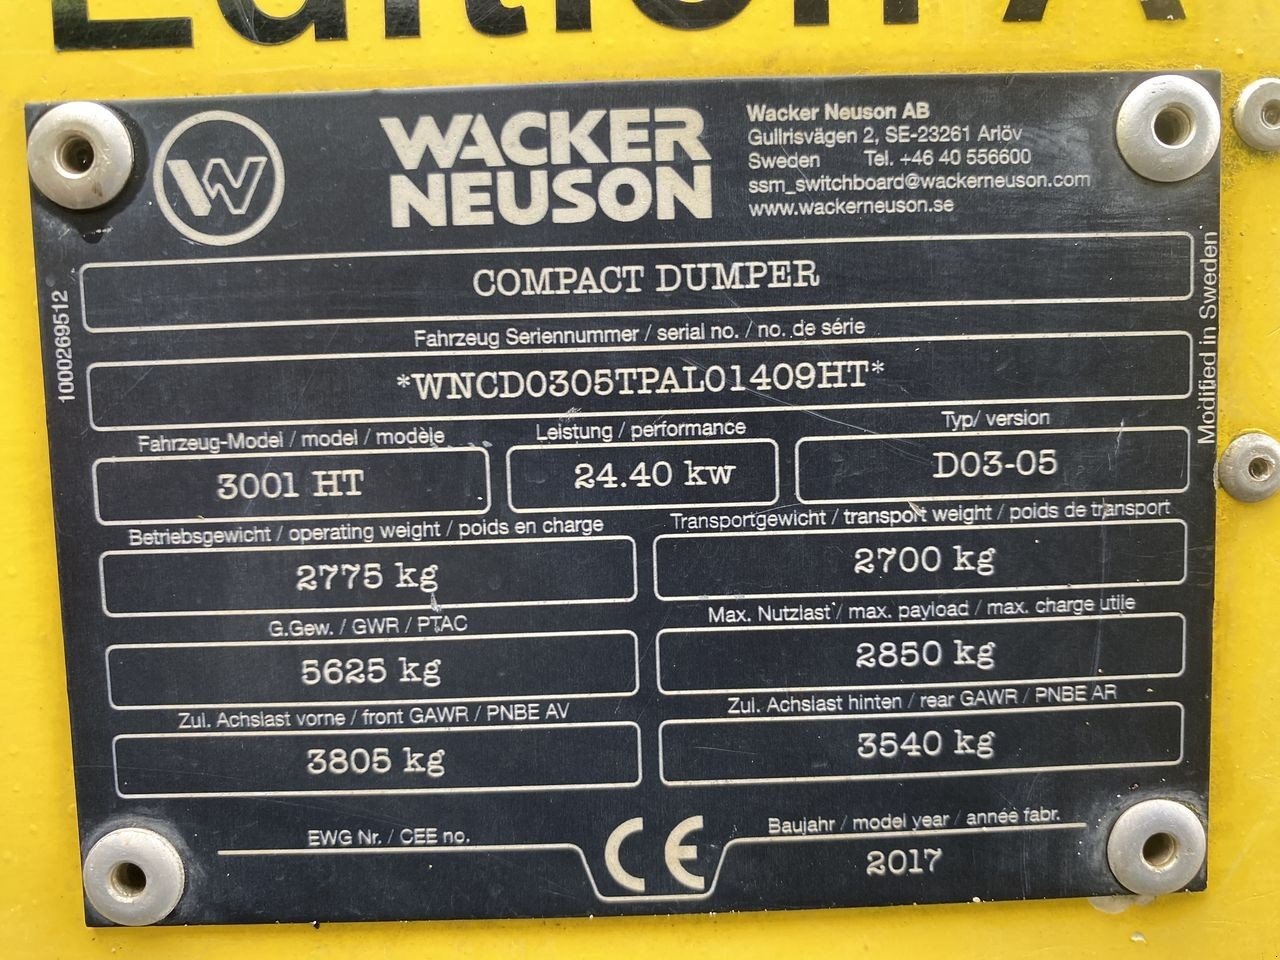 Edition X
WACKER
NEUSON
Wacker Neuson AB
Gullrisvägen 2, SE-23261 Arlöv
Sweden Tel. +46 40 556600
ssm_switchboard@wackerneuson.com
www.wackerneuson.se
COMPACT DUMPER
Fahrzeug Seriennummer / serial no. / no. de série
*WNCD0305TPAL01409HT*
Fahrzeug-Model / model / modèle
3001 HT
Leistung / performance
24.40 kw
Typ/ version
D03-05
Betriebsgewicht / operating weight / poids en charge
2775 kg
Transportgewicht / transport weight / poids de transport
2700 kg
G.Gew. / GWR / PTAC
5625 kg
Max. Nutzlast / max. payload / max. charge utile
2850 kg
Zul. Achslast vorne / front GAWR / PNBE AV
3805 kg
Zul. Achslast hinten / rear GAWR / PNBE AR
3540 kg
EWG Nr. / CEE no.
CE
Baujahr / model year / année fabr.
2017
1000269512
Modified in Sweden